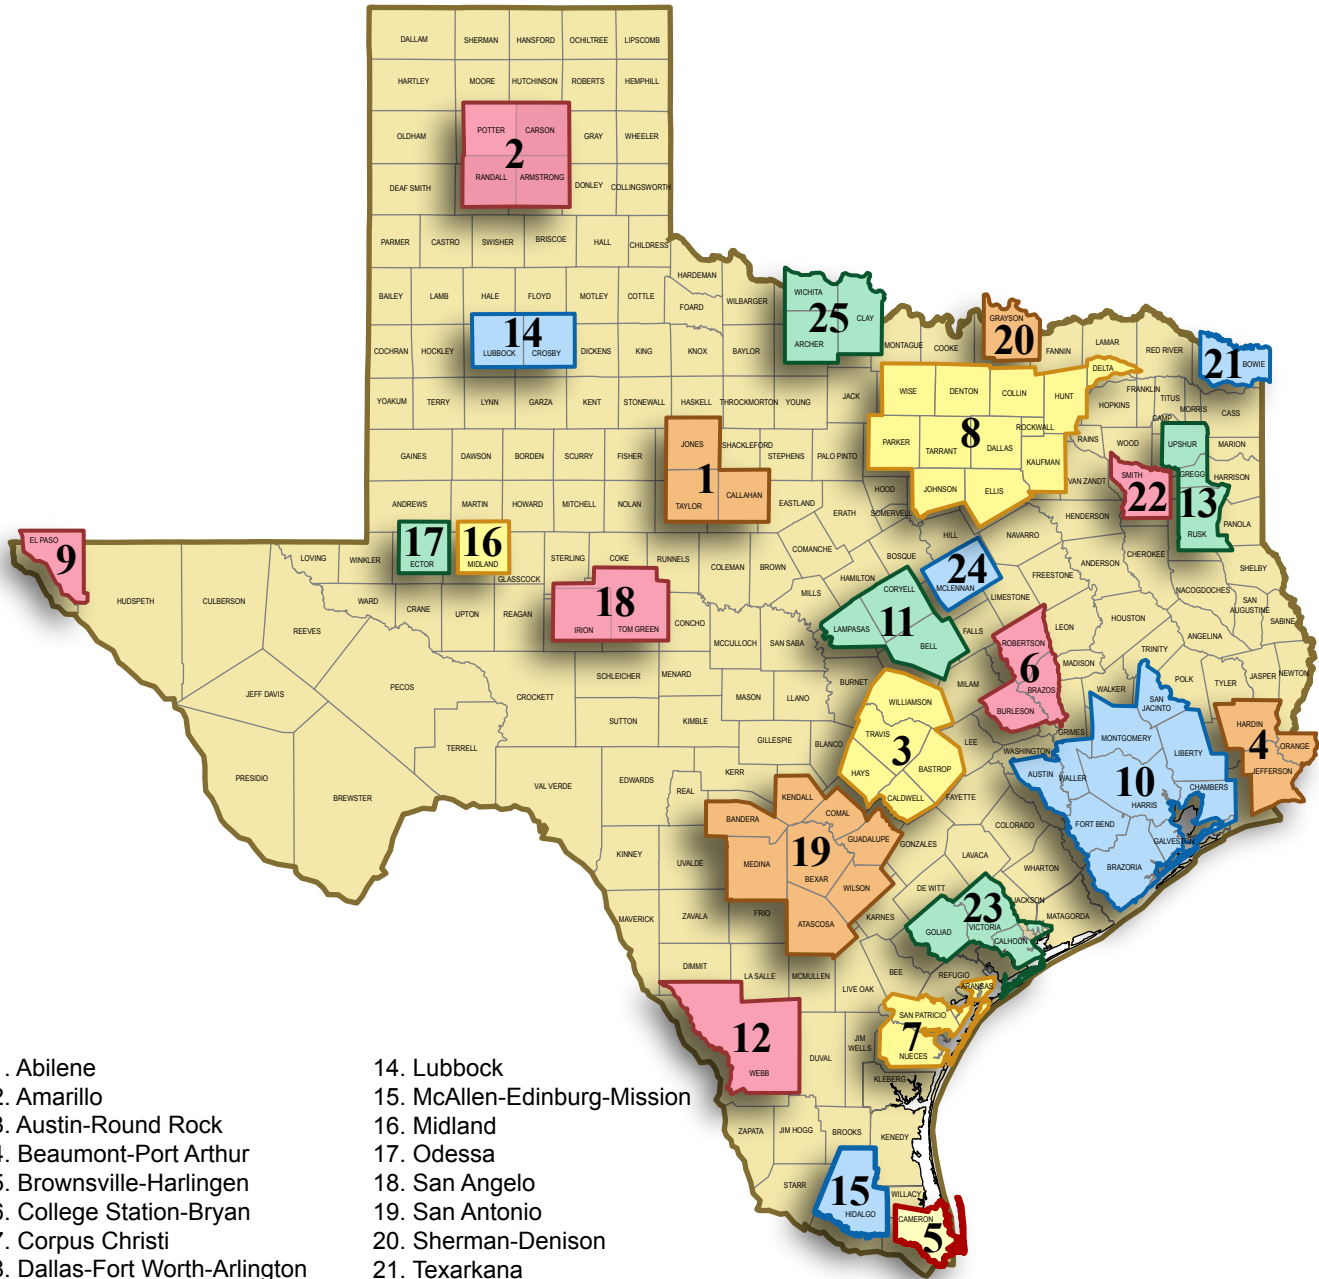 DALLAM SHERMAN HANSFORD OCHILTREE LIPSCOMB
HARTLEY MOORE HUTCHINSON ROBERTS HEMPHILL
OLDHAM POTTER CARSON GRAY WHEELER
2
DEAF SMITH RANDALL ARMSTRONG DONLEY COLLINGSWORTH
PARMER CASTRO SWISHER BRISCOE HALL CHILDRESS
HARDEMAN
BAILEY LAMB HALE FLOYD MOTLEY COTTLE FOARD WILBARGER WICHITA CLAY
25
14
COCHRAN HOCKLEY LUBBOCK CROSBY DICKENS KING KNOX BAYLOR ARCHER MONTAGUE COOKE GRAYSON FANNIN LAMAR RED RIVER BOWIE
20
21
YOAKUM TERRY LYNN GARZA KENT STONEWALL HASKELL THROCKMORTON YOUNG JACK WISE DENTON COLLIN HUNT DELTA HOPKINS FRANKLIN TITUS CAMP MORRIS CASS
GAINES DAWSON BORDEN SCURRY FISHER JONES SHACKELFORD STEPHENS PALO PINTO PARKER TARRANT DALLAS ROCKWALL KAUFMAN RAINS WOOD UPSHUR MARION
8
1
ANDREWS MARTIN HOWARD MITCHELL NOLAN TAYLOR CALLAHAN EASTLAND ERATH HOOD SOMERVELL JOHNSON ELLIS VAN ZANDT SMITH GREGG HARRISON
22
13
HENDERSON RUSK PANOLA
EL PASO
9
HUDSPETH CULBERSON LOVING WINKLER
17
ECTOR
16
MIDLAND
GLASSCOCK STERLING COKE RUNNELS COLEMAN BROWN COMANCHE HAMILTON BOSQUE HILL NAVARRO ANDERSON CHEROKEE SHELBY
REEVES WARD CRANE UPTON REAGAN
18
IRION TOM GREEN CONCHO MCCULLOCH SAN SABA MILLS LAMPASAS CORYELL BELL
11
24
MCLENNAN LIMESTONE FREESTONE FALLS LEON HOUSTON NACOGDOCHES SAN AUGUSTINE SABINE
ANGELINA TRINITY
JEFF DAVIS PECOS CROCKETT SCHLEICHER MENARD MASON LLANO BURNET WILLIAMSON MILAM ROBERTSON
6
BRAZOS BURLESON MADISON WALKER SAN JACINTO POLK TYLER JASPER NEWTON
PRESIDIO BREWSTER TERRELL VAL VERDE SUTTON KIMBLE GILLESPIE BLANCO TRAVIS
3
HAYS BASTROP CALDWELL LEE FAYETTE WASHINGTON GRIMES MONTGOMERY LIBERTY HARDIN
4
ORANGE JEFFERSON
EDWARDS REAL KERR KENDALL BANDERA COMAL GUADALUPE GONZALES AUSTIN WALLER
10
HARRIS CHAMBERS FORT BEND GALVESTON BRAZORIA
KINNEY UVALDE MEDINA
19
BEXAR WILSON ATASCOSA COLORADO LAVACA WHARTON
MAVERICK ZAVALA FRIO KARNES DE WITT
23
GOLIAD VICTORIA CALHOUN JACKSON MATAGORDA
DIMMIT LA SALLE MCMULLEN LIVE OAK BEE REFUGIO ARANSAS
12
WEBB DUVAL JIM WELLS SAN PATRICIO
7
NUECES
KLEBERG
ZAPATA JIM HOGG BROOKS KENEDY
STARR
15
HIDALGO WILLACY CAMERON
5
. Abilene
2. Amarillo
3. Austin-Round Rock
4. Beaumont-Port Arthur
5. Brownsville-Harlingen
6. College Station-Bryan
7. Corpus Christi
8. Dallas-Fort Worth-Arlington
14. Lubbock
15. McAllen-Edinburg-Mission
16. Midland
17. Odessa
18. San Angelo
19. San Antonio
20. Sherman-Denison
21. Texarkana